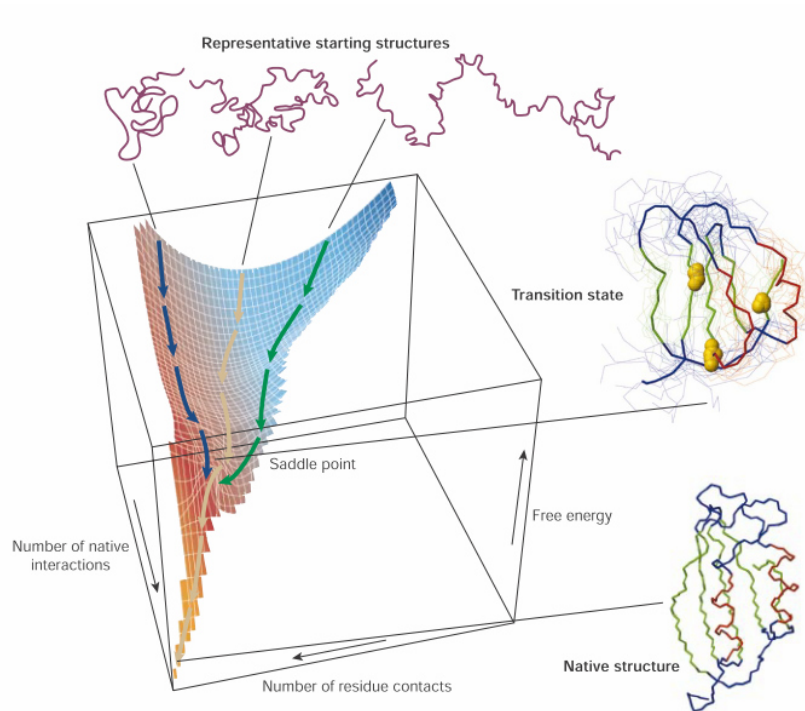 Representative starting structures
Transition state
Saddle point
Free energy
Number of native
interactions
Number of residue contacts
Native structure